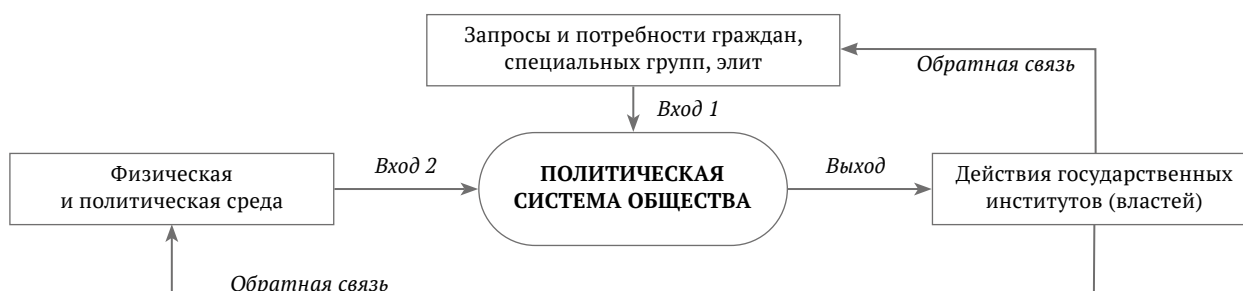 Запросы и потребности граждан,
специальных групп, элит
Обратная связь
Вход 1
Физическая
и политическая среда
Вход 2
ПОЛИТИЧЕСКАЯ
СИСТЕМА ОБЩЕСТВА
Выход
Действия государственных
институтов (властей)
Обратная связь